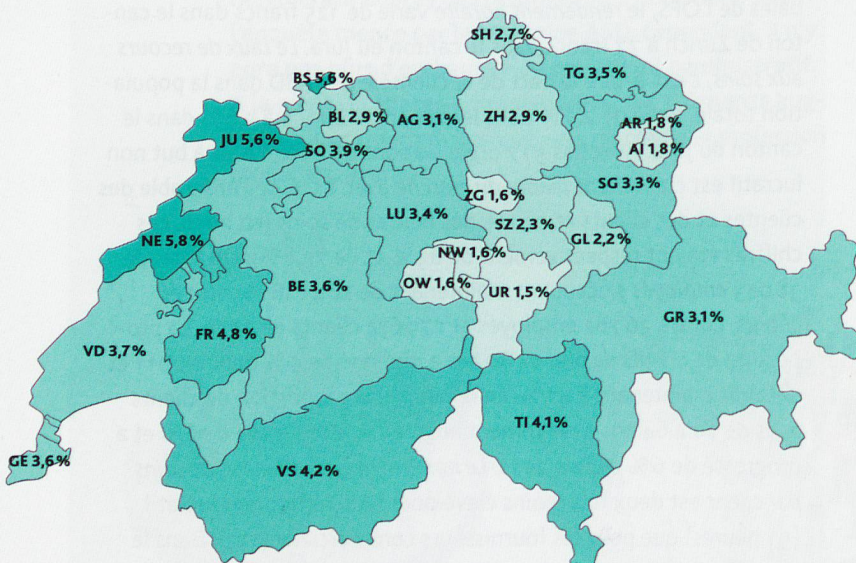 SH 2,7%
BS 5,6%
TG 3,5%
BL 2,9%
AG 3,1%
ZH 2,9%
AR 1,8%
JU 5,6%
SO 3,9%
AI 1,8%
SG 3,3%
ZG 1,6%
LU 3,4%
SZ 2,3%
NE 5,8%
GL 2,2%
NW 1,6%
BE 3,6%
OW 1,6%
UR 1,5%
GR 3,1%
FR 4,8%
VD 3,7%
TI 4,1%
GE 3,6%
VS 4,2%